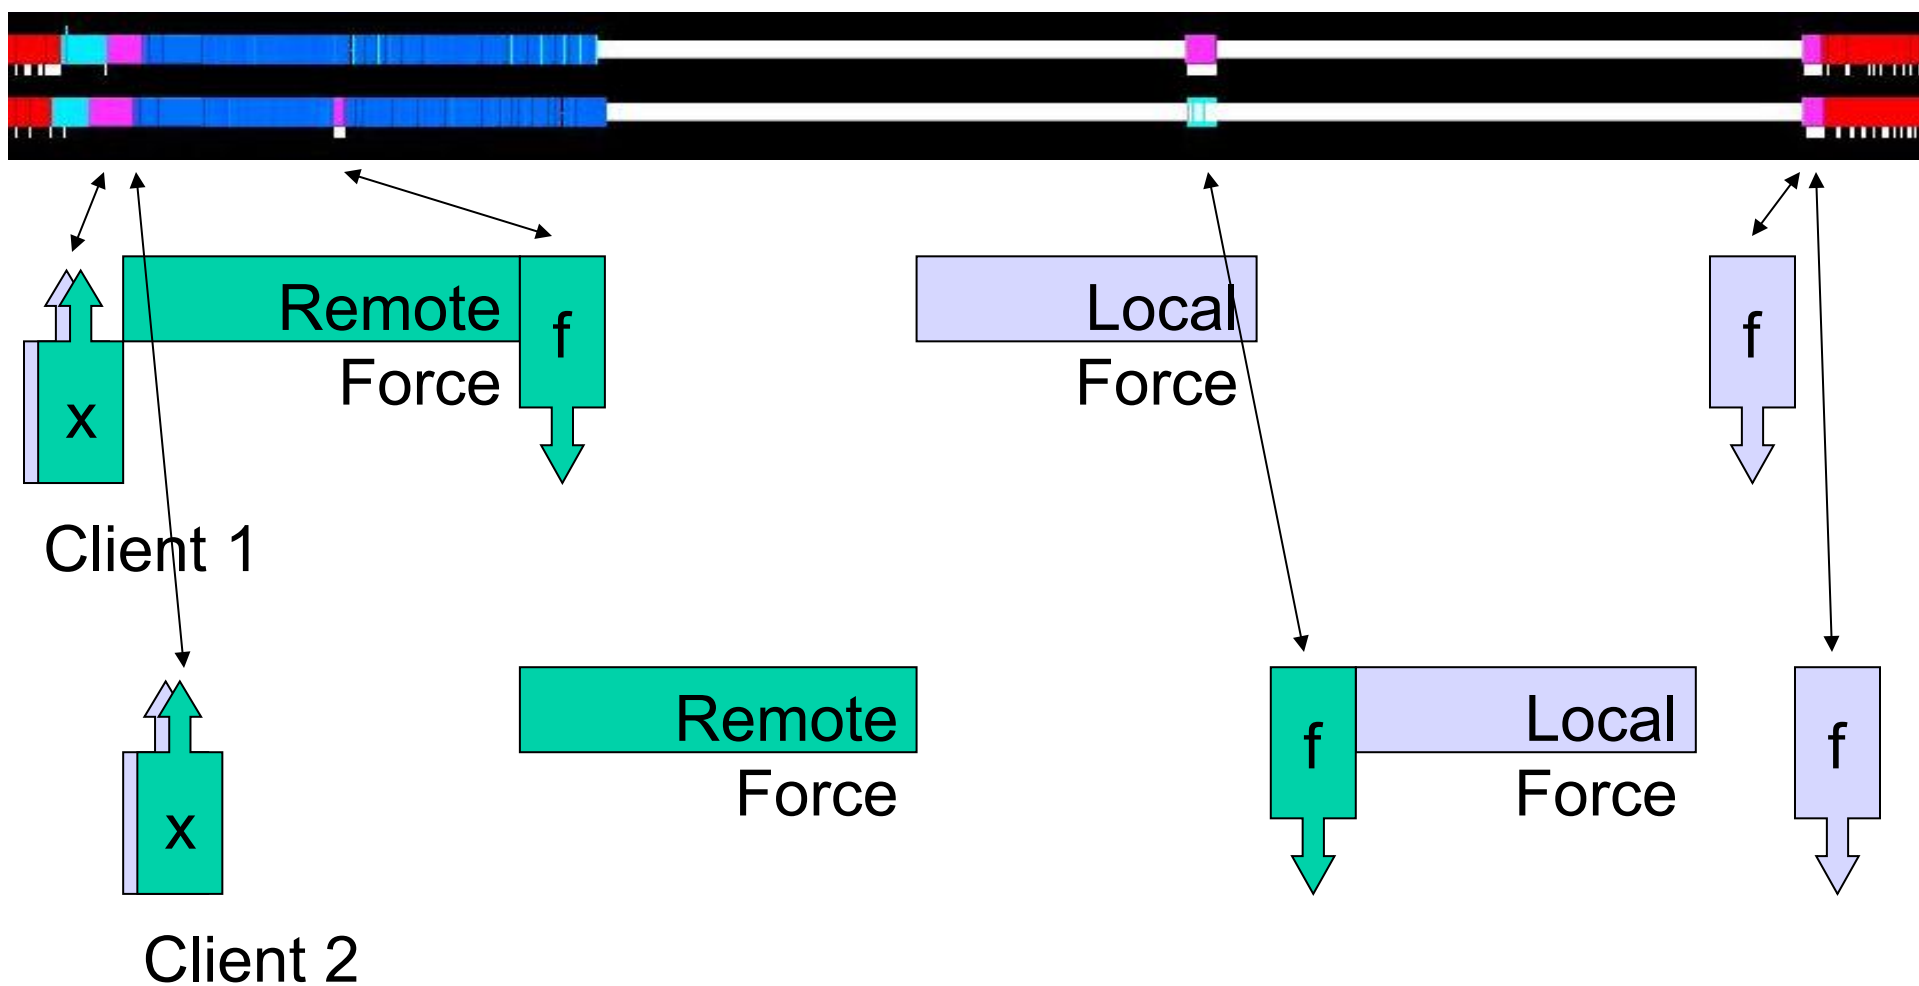 Remote
Force
f
Local
Force
f
x
Client 1
Remote
Force
f
Local
Force
f
x
Client 2